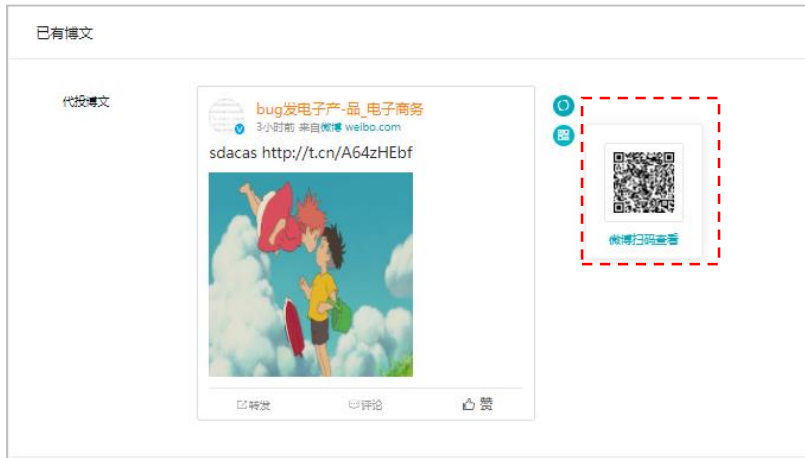 已有博文
代投博文
bug发电子产-品_电子商务
3小时前 来自微博 weibo.com
sdacas http://t.cn/A64zHEbf
微博扫码查看
转发
评论
赞